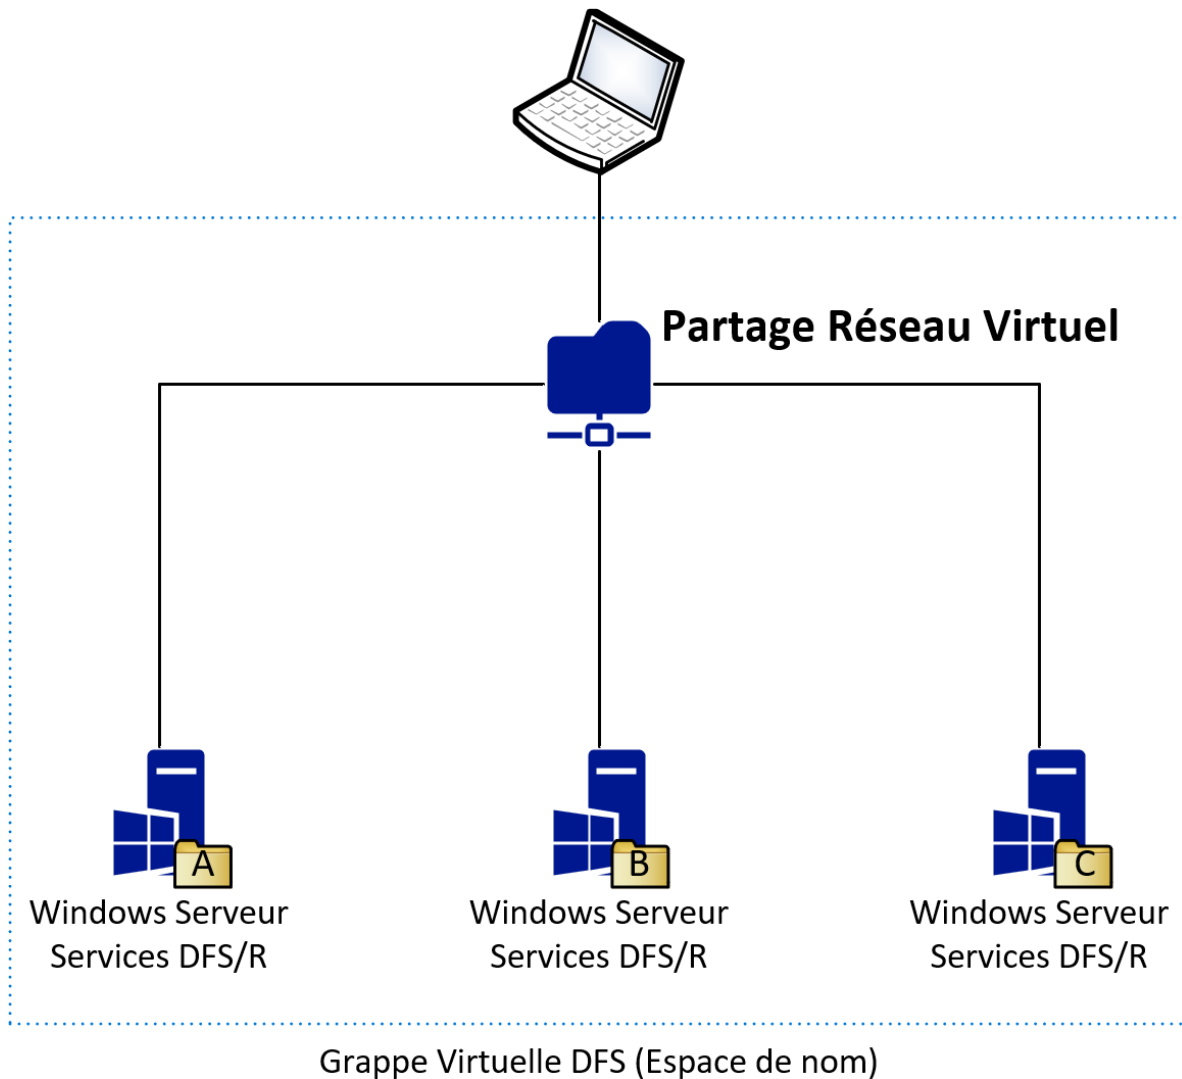 Partage Réseau Virtuel
A
B
C
Windows Serveur
Services DFS/R
Windows Serveur
Services DFS/R
Windows Serveur
Services DFS/R
Grappe Virtuelle DFS (Espace de nom)